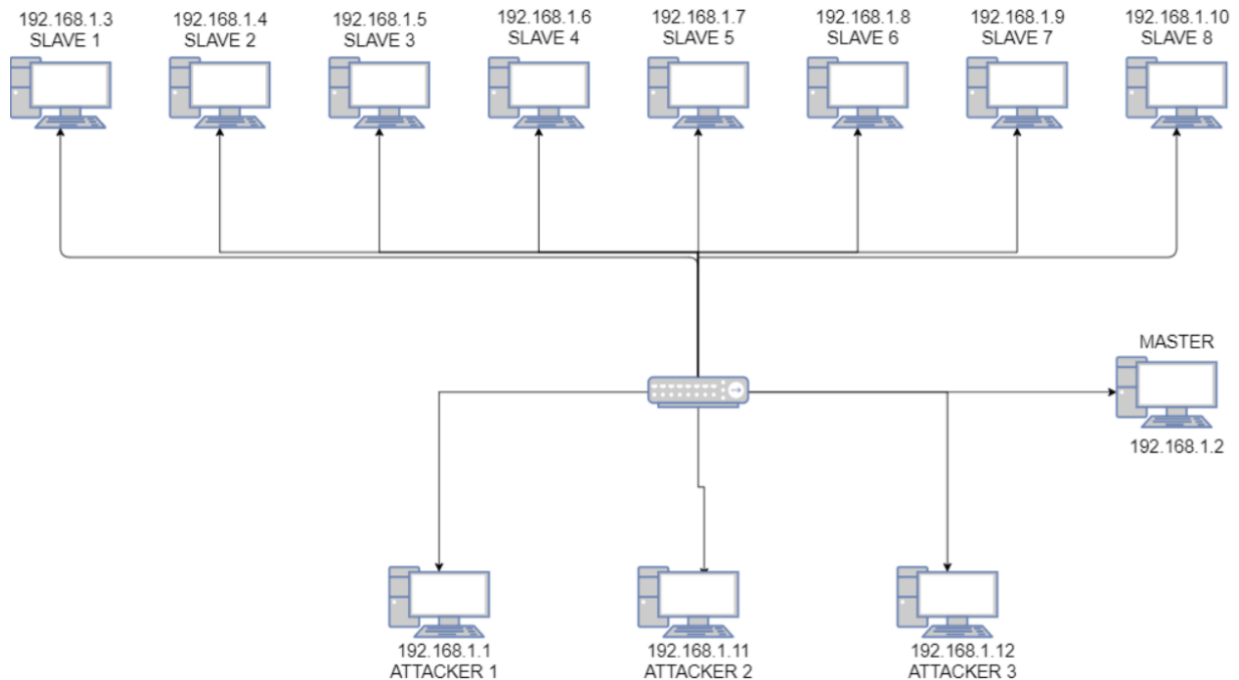 192.168.1.3
SLAVE 1
192.168.1.4
SLAVE 2
192.168.1.5
SLAVE 3
192.168.1.6
SLAVE 4
192.168.1.7
SLAVE 5
192.168.1.8
SLAVE 6
192.168.1.9
SLAVE 7
192.168.1.10
SLAVE 8
MASTER
192.168.1.2
192.168.1.1
ATTACKER 1
192.168.1.11
ATTACKER 2
192.168.1.12
ATTACKER 3